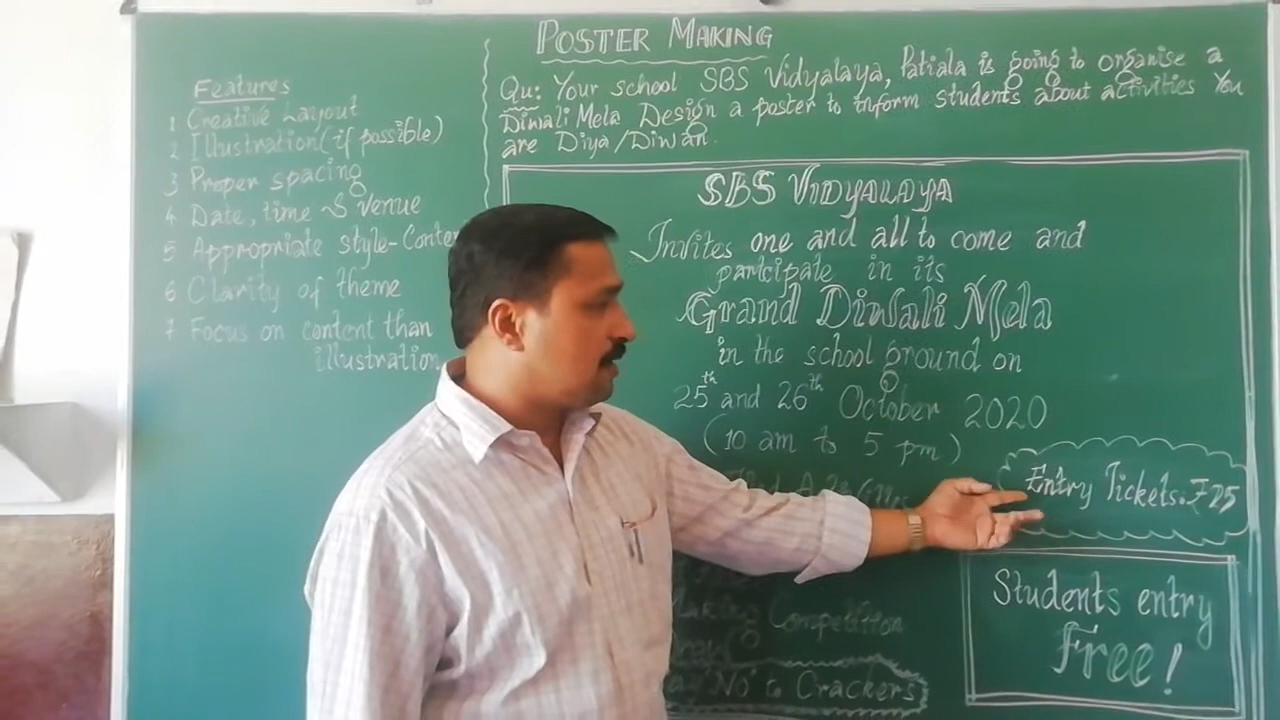 POSTER MAKING
Qu: Your school SBS Vidyalaya, Patiala is going to organise a
Diwali Mela Design a poster to inform students about activities You
are Diya/Diwan.
Features
1 Creative Layout
2 Illustration (if possible)
3 Proper spacing
4 Date, time & venue
5 Appropriate style-Conten
6 Clarity of theme
7 Focus on content than
illustration
SBS VIDYALAYA
Invites one and all to come and
participate in its
Grand Diwali Mela
in the school ground on
25th and 26th October 2020
(10 am to 5 pm)
Entry Tickets: ₹25
Students entry
Free!
Making Competition
No to Crackers